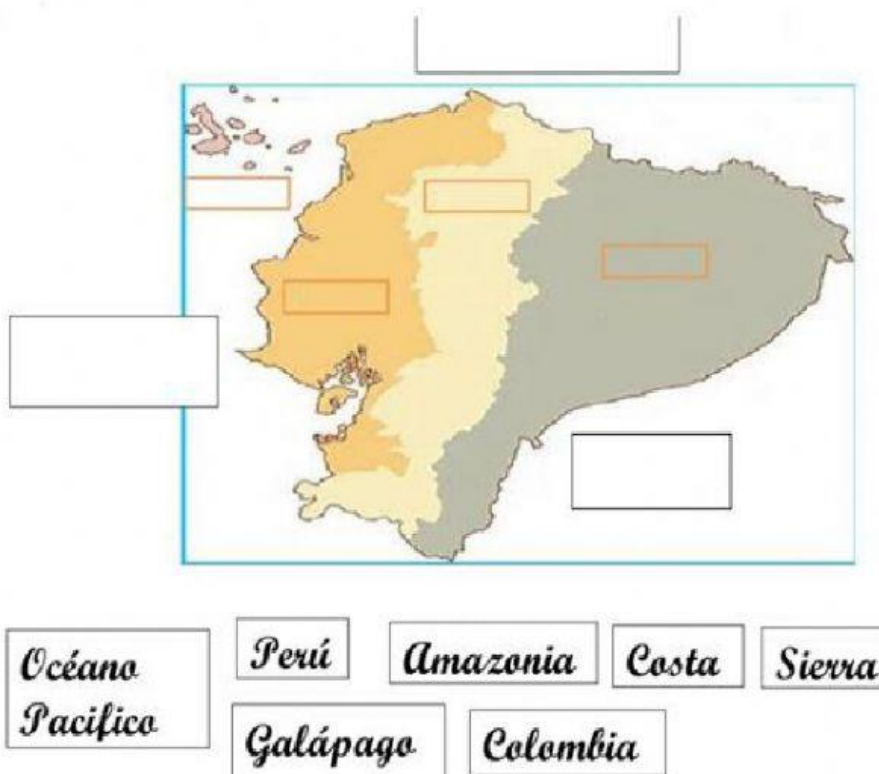 Océano
Pacifico
Perú
Amazonia
Costa
Sierra
Galápago
Colombia